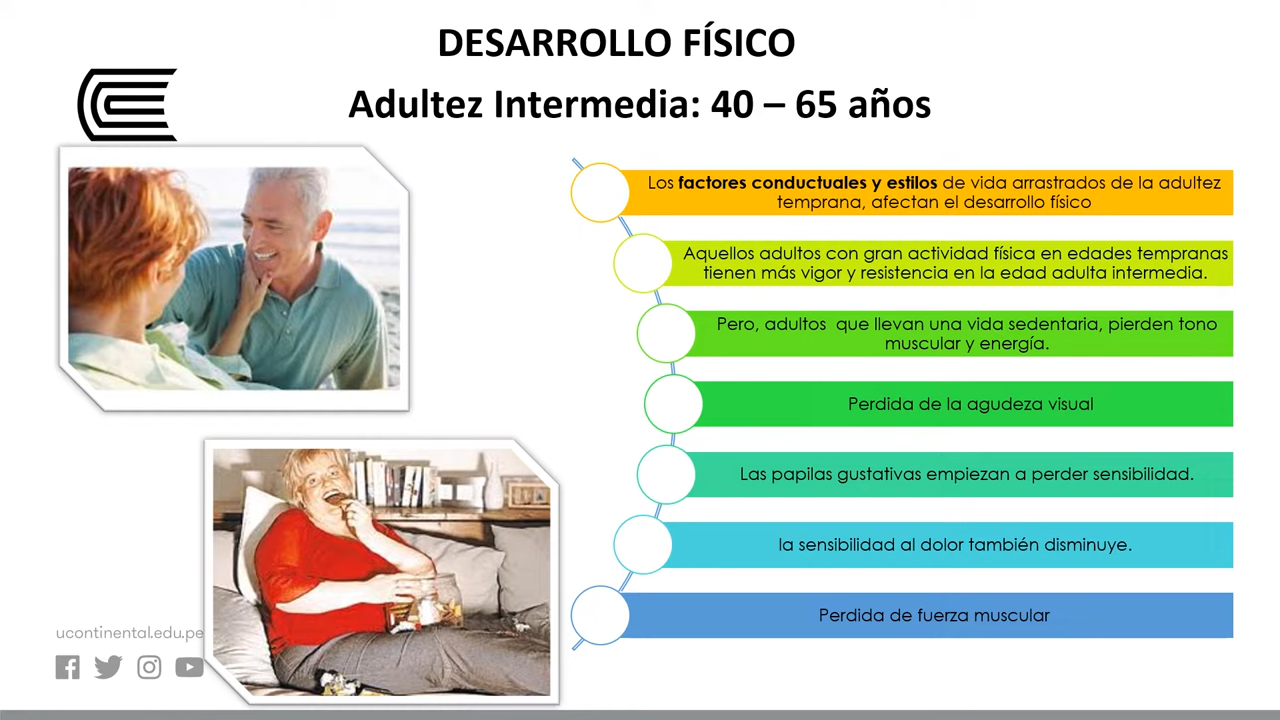 DESARROLLO FÍSICO
Adultez Intermedia: 40 – 65 años
Los factores conductuales y estilos de vida arrastrados de la adultez
temprana, afectan el desarrollo físico
Aquellos adultos con gran actividad física en edades tempranas
tienen más vigor y resistencia en la edad adulta intermedia.
Pero, adultos  que llevan una vida sedentaria, pierden tono
muscular y energía.
Perdida de la agudeza visual
Las papilas gustativas empiezan a perder sensibilidad.
la sensibilidad al dolor también disminuye.
Perdida de fuerza muscular
ucontinental.edu.pe